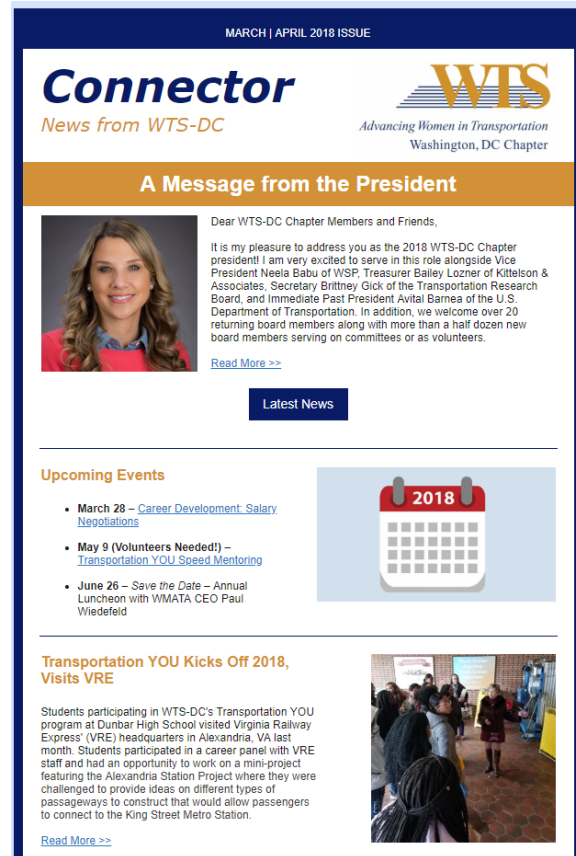 MARCH | APRIL 2018 ISSUE
Connector
News from WTS-DC
WTS
Advancing Women in Transportation
Washington, DC Chapter
A Message from the President
Dear WTS-DC Chapter Members and Friends,
It is my pleasure to address you as the 2018 WTS-DC Chapter
president! I am very excited to serve in this role alongside Vice
President Neela Babu of WSP, Treasurer Bailey Lozner of Kittelson &
Associates, Secretary Brittney Gick of the Transportation Research
Board, and Immediate Past President Avital Barnea of the U.S.
Department of Transportation. In addition, we welcome over 20
returning board members along with more than a half dozen new
board members serving on committees or as volunteers.
Read More >>
Latest News
Upcoming Events
• March 28 – Career Development: Salary
Negotiations
• May 9 (Volunteers Needed!) –
Transportation YOU Speed Mentoring
• June 26 – Save the Date – Annual
Luncheon with WMATA CEO Paul
Wiedefeld
2018
Transportation YOU Kicks Off 2018,
Visits VRE
Students participating in WTS-DC's Transportation YOU
program at Dunbar High School visited Virginia Railway
Express' (VRE) headquarters in Alexandria, VA last
month. Students participated in a career panel with VRE
staff and had an opportunity to work on a mini-project
featuring the Alexandria Station Project where they were
challenged to provide ideas on different types of
passageways to construct that would allow passengers
to connect to the King Street Metro Station.
Read More >>